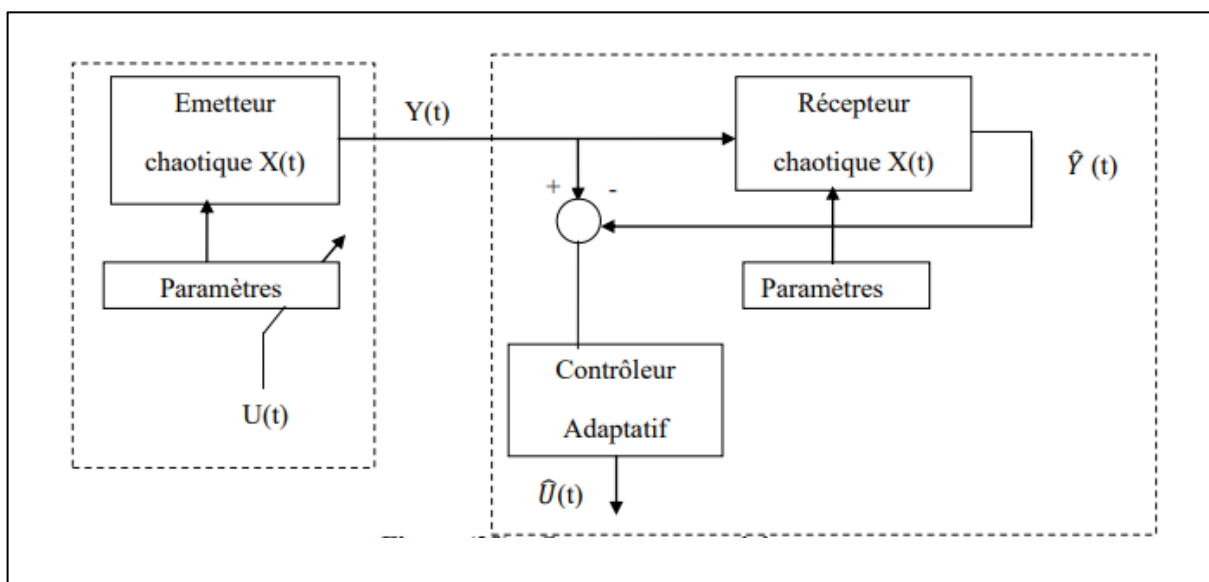 Emetteur
chaotique X(t)
Y(t)
Récepteur
chaotique X(t)
Ŷ (t)
+
-
Paramètres
Paramètres
Contrôleur
Adaptatif
U(t)
Û(t)